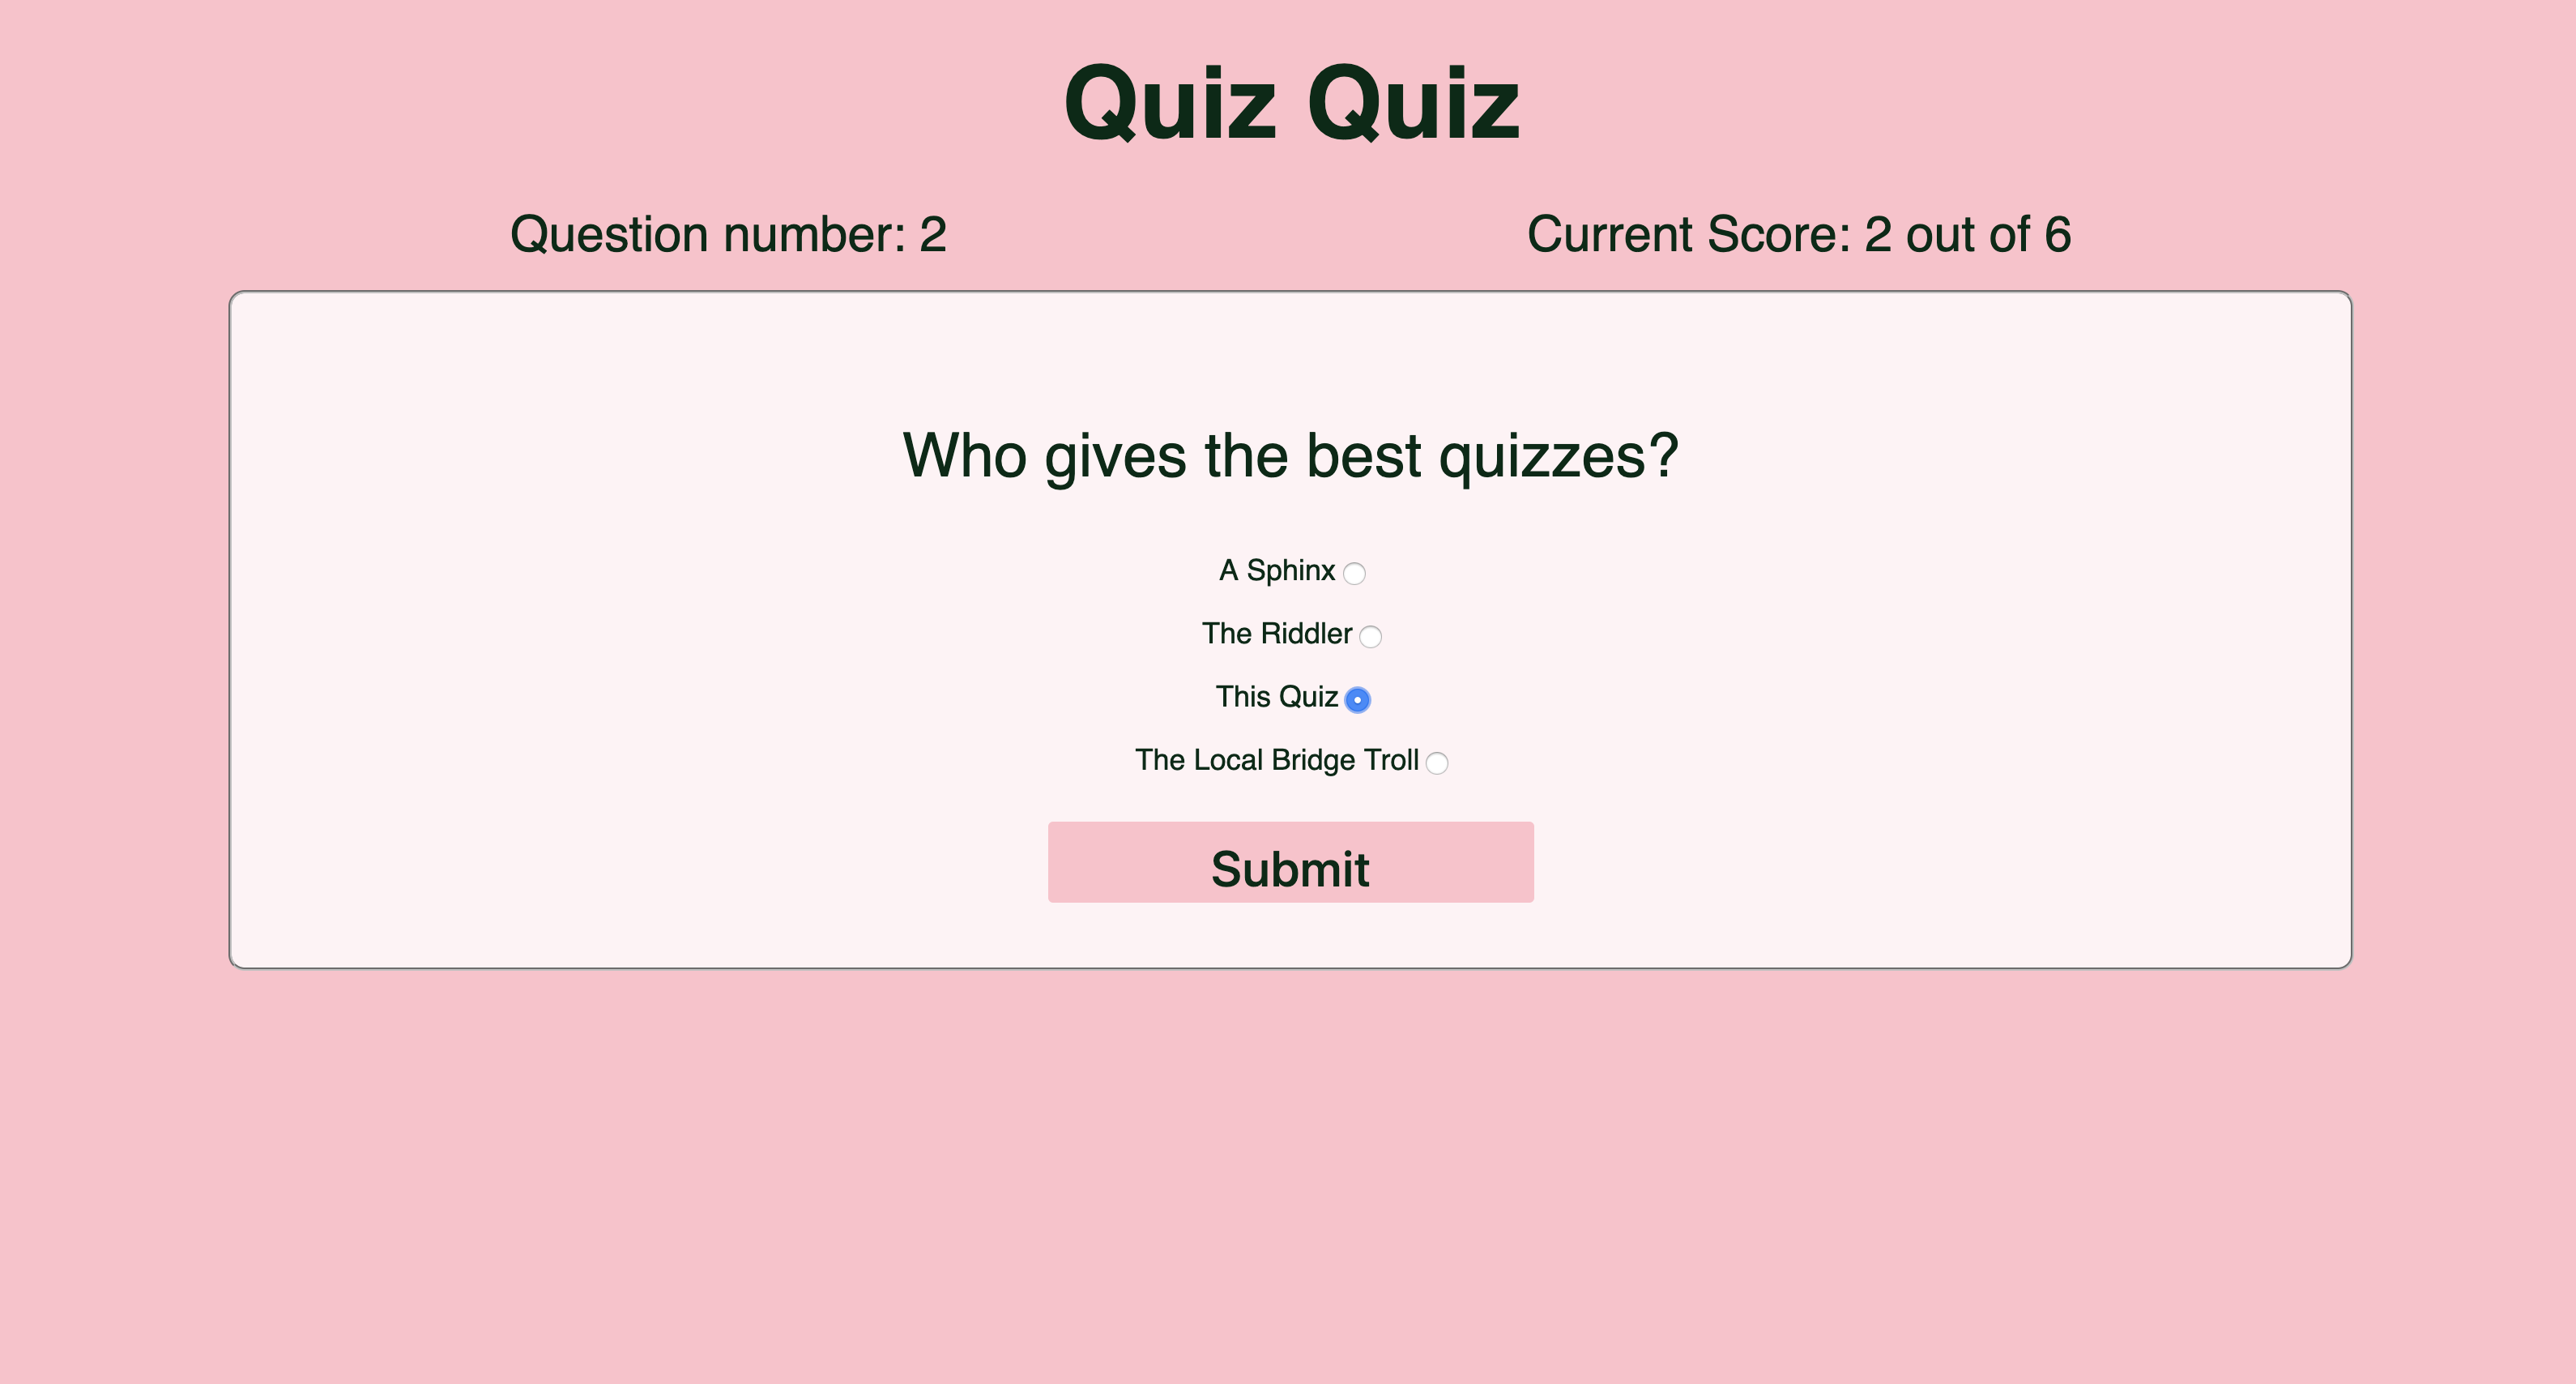 Quiz Quiz
Question number: 2
Current Score: 2 out of 6
Who gives the best quizzes?
A Sphinx
The Riddler
This Quiz
The Local Bridge Troll
Submit